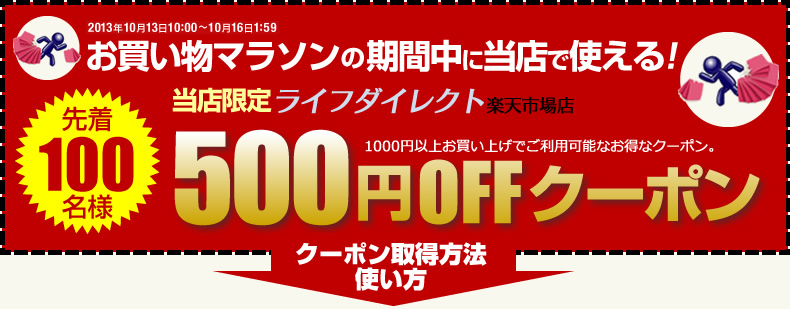 2013年10月13日10:00～10月16日1:59
お買い物マラソンの期間中に当店で使える!
当店限定 ライフダイレクト 楽天市場店
先着
100
名様
1000円以上お買い上げでご利用可能なお得なクーポン。
500円OFFクーポン
クーポン取得方法
使い方